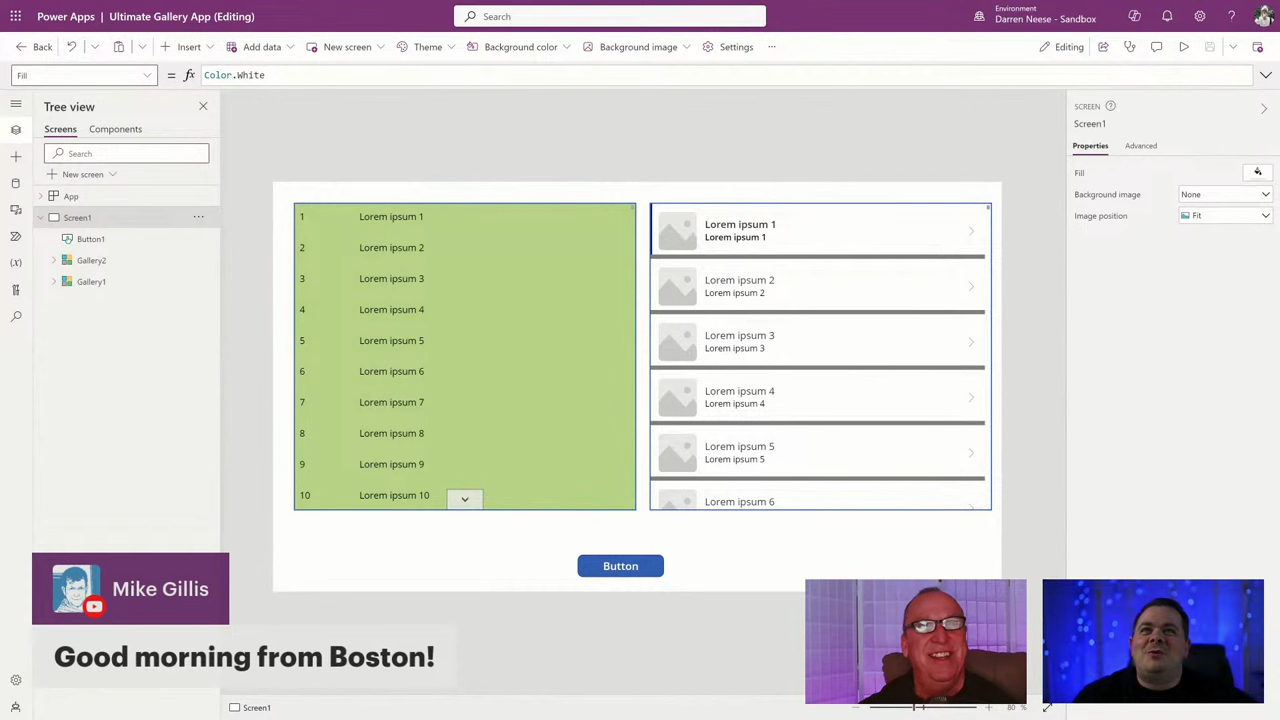 Power Apps | Ultimate Gallery App (Editing)
Search
Environment
Darren Neese - Sandbox
Back
Insert
Add data
New screen
Theme
Background color
Background image
Settings
Editing
Fill
= fx Color.White
Tree view
Screens
Components
Search
New screen
App
Screen1
Button1
Gallery2
Gallery1
1 Lorem ipsum 1
2 Lorem ipsum 2
3 Lorem ipsum 3
4 Lorem ipsum 4
5 Lorem ipsum 5
6 Lorem ipsum 6
7 Lorem ipsum 7
8 Lorem ipsum 8
9 Lorem ipsum 9
10 Lorem ipsum 10
Lorem ipsum 1
Lorem ipsum 1
Lorem ipsum 2
Lorem ipsum 2
Lorem ipsum 3
Lorem ipsum 3
Lorem ipsum 4
Lorem ipsum 4
Lorem ipsum 5
Lorem ipsum 5
Lorem ipsum 6
Button
SCREEN
Screen1
Properties
Advanced
Fill
Background image
None
Image position
Fit
Mike Gillis
Good morning from Boston!
Screen1
80 %